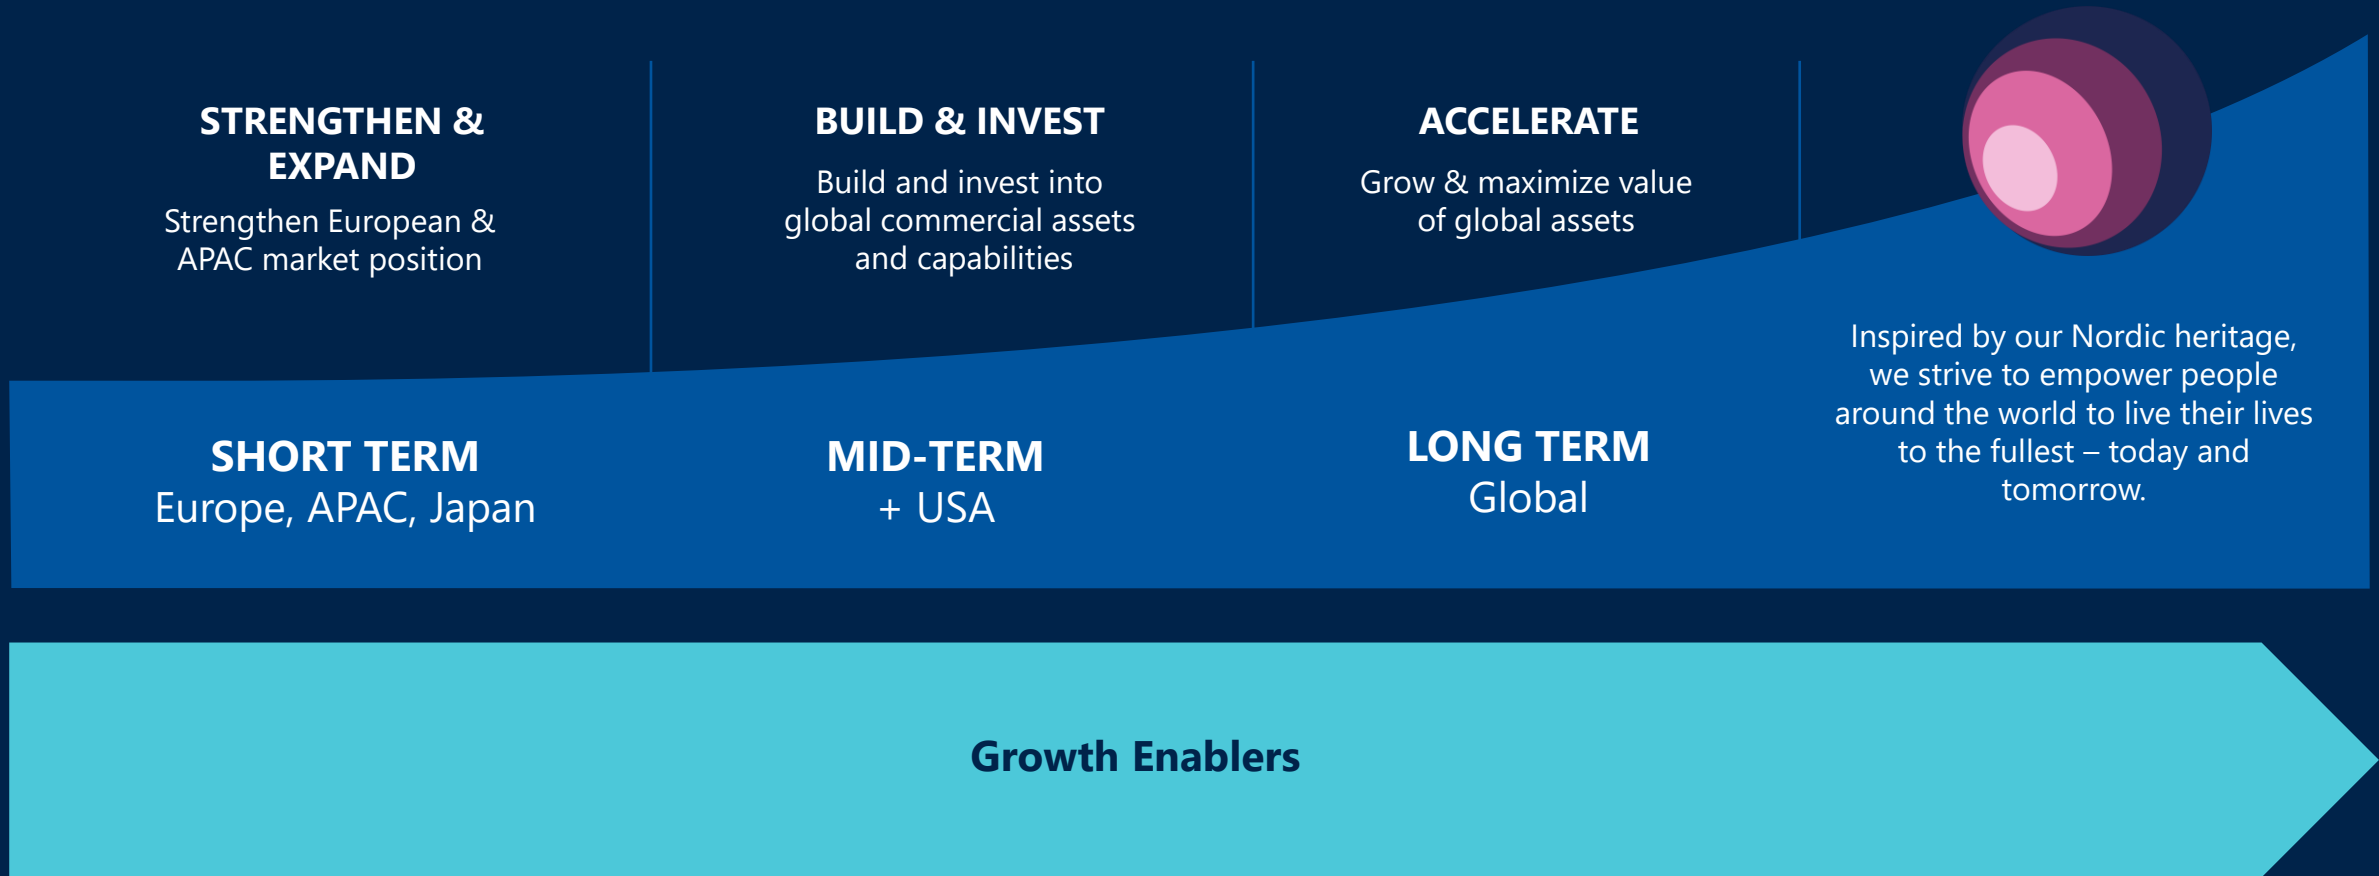 STRENGTHEN &
EXPAND
Strengthen European &
APAC market position
BUILD & INVEST
Build and invest into
global commercial assets
and capabilities
ACCELERATE
Grow & maximize value
of global assets
SHORT TERM
Europe, APAC, Japan
MID-TERM
+ USA
LONG TERM
Global
Inspired by our Nordic heritage,
we strive to empower people
around the world to live their lives
to the fullest – today and
tomorrow.
Growth Enablers